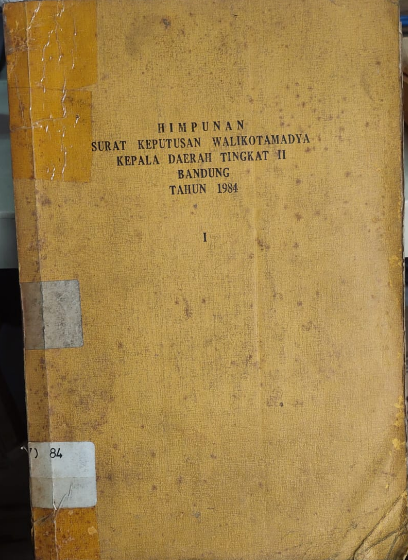 HIMPUNAN
SURAT KEPUTUSAN WALIKOTAMADYA
KEPALA DAERAH TINGKAT II
BANDUNG
TAHUN 1984
I
84